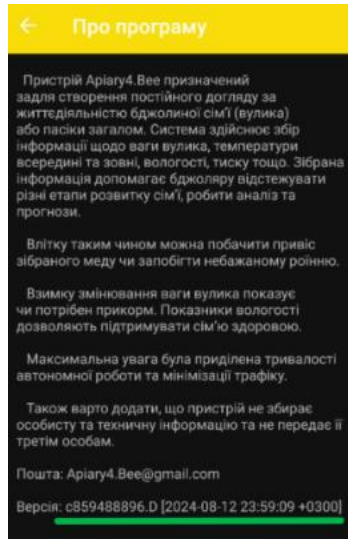 ← Про програму
Пристрій Apiary4.Bee призначений
задля створення постійного догляду за
життєдіяльністю бджолиної сім'ї (вулика)
або пасіки загалом. Система здійснює збір
інформації щодо ваги вулика, температури
всередині та зовні, вологості, тиску тощо. Зібрана
інформація допомагає бджоляру відстежувати
різні етапи розвитку сім'ї, робити аналіз та
прогнози.
Влітку таким чином можна побачити привіс
зібраного меду чи запобігти небажаному роїнню.
Взимку змінювання ваги вулика показує
чи потрібен прикорм. Показники вологості
дозволяють підтримувати сім'ю здоровою.
Максимальна увага була приділена тривалості
автономної роботи та мінімізації трафіку.
Також варто додати, що пристрій не збирає
особисту та техничну інформацію та не передає її
третім особам.
Пошта: Apiary4.Bee@gmail.com
Версія: c859488896.D [2024-08-12 23:59:09 +0300]